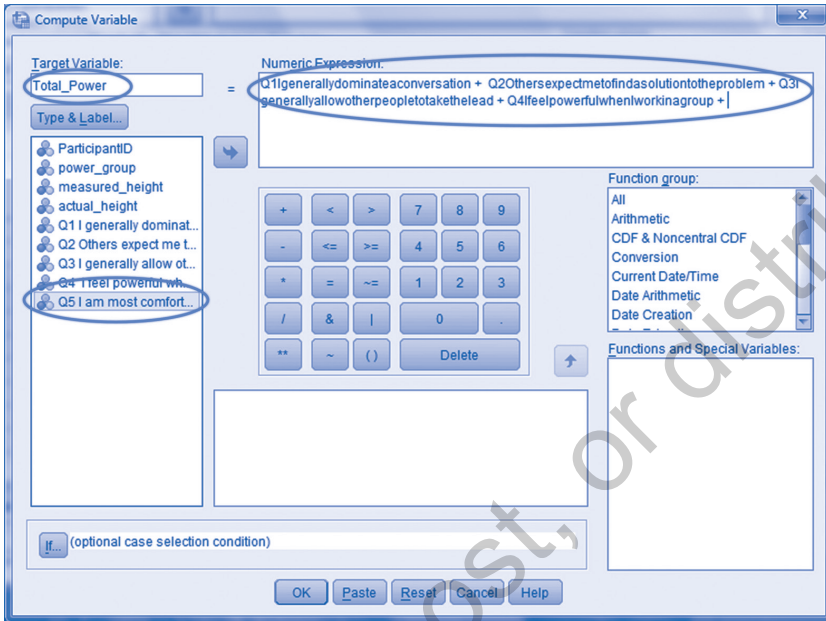 Compute Variable
Target Variable:
Total_Power
=
Numeric Expression:
Q1Igenerallydominateaconversation + Q2Othersexpectmetofindasolutiontotheproblem + Q3I
generallyallowotherpeopletotakethelead + Q4IfeelpowerfulwhenIworkinagroup +
Type & Label...
ParticipantID
power_group
measured_height
actual_height
Q1 I generally dominat...
Q2 Others expect me t...
Q3 I generally allow ot...
Q4 I feel powerful wh...
Q5 I am most comfort...
+ < > 7 8 9
- <= >= 4 5 6
* = ~= 1 2 3
/ & | 0 .
** ~ ( ) Delete
Function group:
All
Arithmetic
CDF & Noncentral CDF
Conversion
Current Date/Time
Date Arithmetic
Date Creation
Functions and Special Variables:
If... (optional case selection condition)
OK Paste Reset Cancel Help
ost, or distri